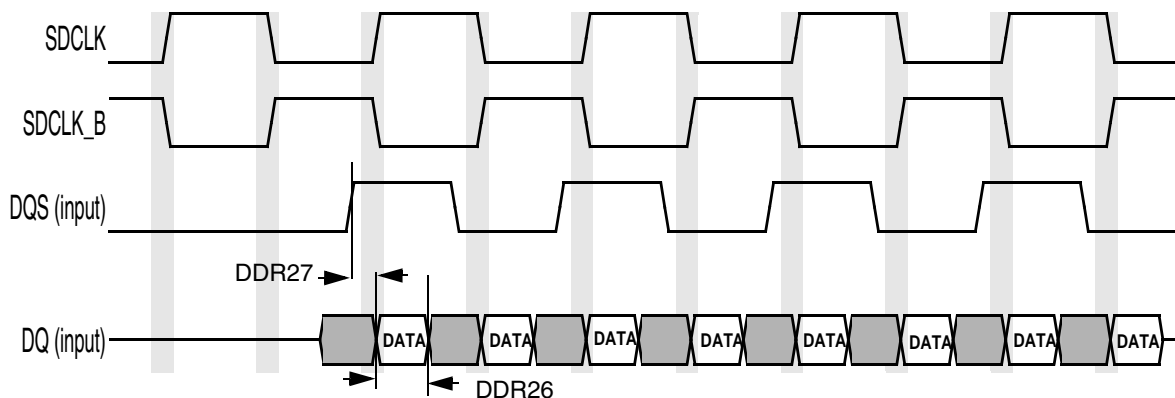 SDCLK
SDCLK_B
DQS (input)
DDR27
DQ (input)
DATA DATA DATA DATA DATA DATA DATA DATA
DDR26